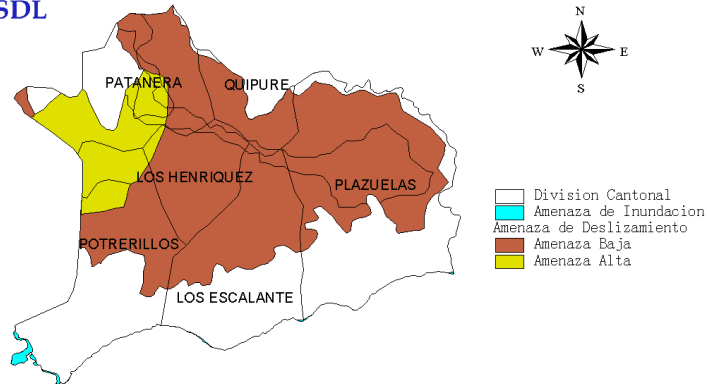 SDL
N
W E
S
PATANERA
QUIPURE
LOS HENRIQUEZ
PLAZUELAS
POTRERILLOS
LOS ESCALANTE
Division Cantonal
Amenaza de Inundacion
Amenaza de Deslizamiento
Amenaza Baja
Amenaza Alta